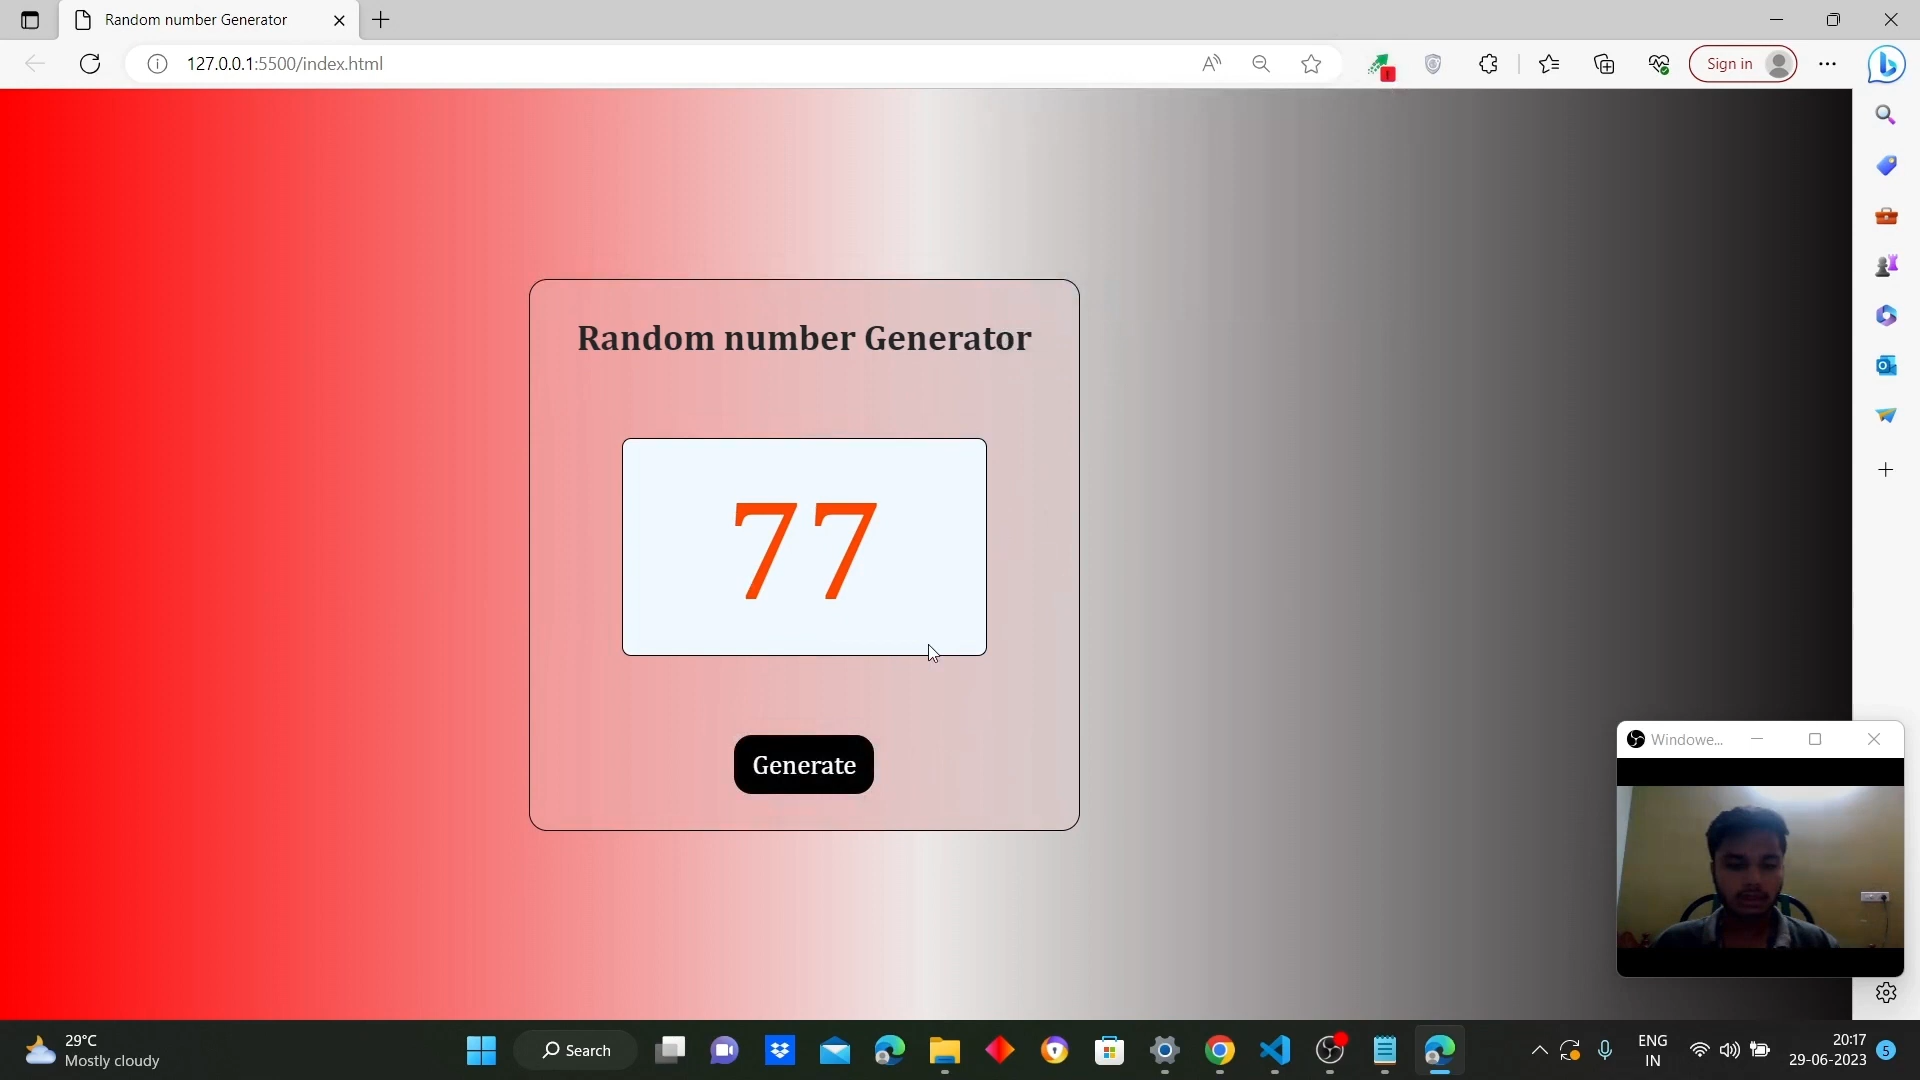 Random number Generator
127.0.0.1:5500/index.html
Sign in
Random number Generator
77
Generate
Windowe...
29°C
Mostly cloudy
Search
ENG
IN
20:17
29-06-2023
5